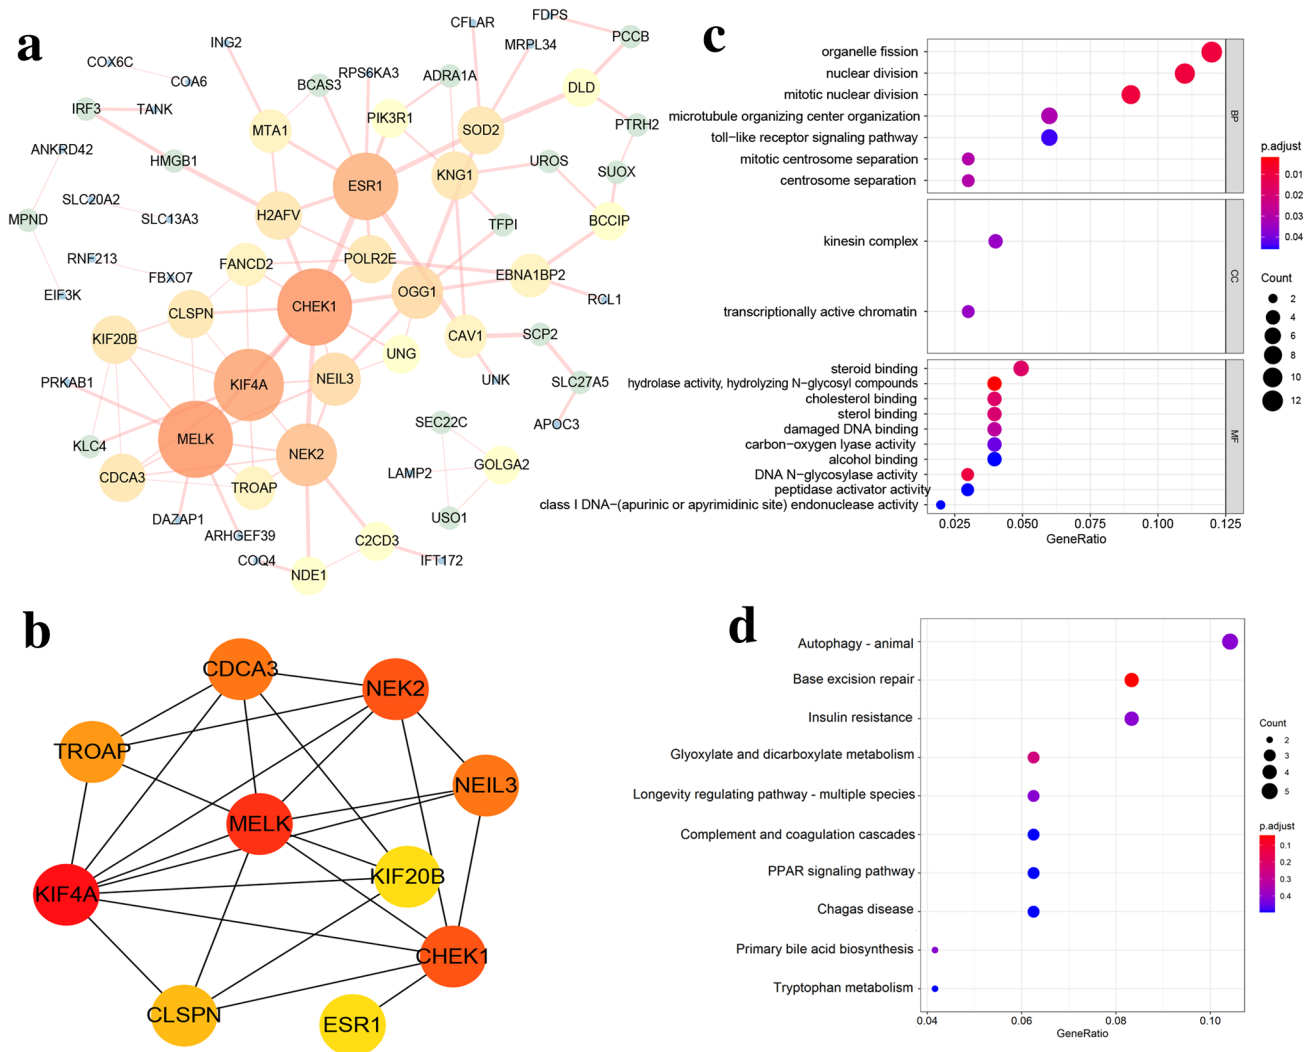 a
CFLAR
FDPS
ING2
MRPL34
PCCB
COX6C
COA6
BCAS3
RPS6KA3
ADRA1A
DLD
IRF3
TANK
MTA1
PIK3R1
SOD2
PTRH2
ANKRD42
HMGB1
ESR1
KNG1
UROS
SUOX
SLC20A2
SLC13A3
MPND
H2AFV
TFPI
BCCIP
RNF213
FBXO7
FANCD2
POLR2E
EBNA1BP2
EIF3K
CHEK1
OGG1
RCL1
CLSPN
KIF20B
CAV1
SCP2
UNG
PRKAB1
KIF4A
NEIL3
UNK
SLC27A5
APOC3
KLC4
MELK
NEK2
SEC22C
CDCA3
TROAP
LAMP2
GOLGA2
DAZAP1
USO1
ARHGEF39
COQ4
C2CD3
IFT172
NDE1
b
CDCA3
NEK2
TROAP
NEIL3
MELK
KIF20B
KIF4A
CHEK1
CLSPN
ESR1
c
organelle fission
nuclear division
mitotic nuclear division
microtubule organizing center organization
toll−like receptor signaling pathway
mitotic centrosome separation
centrosome separation
BP
kinesin complex
transcriptionally active chromatin
CC
steroid binding
hydrolase activity, hydrolyzing N−glycosyl compounds
cholesterol binding
sterol binding
damaged DNA binding
carbon−oxygen lyase activity
alcohol binding
DNA N−glycosylase activity
peptidase activator activity
class I DNA−(apurinic or apyrimidinic site) endonuclease activity
MF
0.025 0.050 0.075 0.100 0.125
GeneRatio
p.adjust
0.01
0.02
0.03
0.04
Count
2
4
6
8
10
12
d
Autophagy - animal
Base excision repair
Insulin resistance
Glyoxylate and dicarboxylate metabolism
Longevity regulating pathway - multiple species
Complement and coagulation cascades
PPAR signaling pathway
Chagas disease
Primary bile acid biosynthesis
Tryptophan metabolism
0.04 0.06 0.08 0.10
GeneRatio
Count
2
3
4
5
p.adjust
0.1
0.2
0.3
0.4